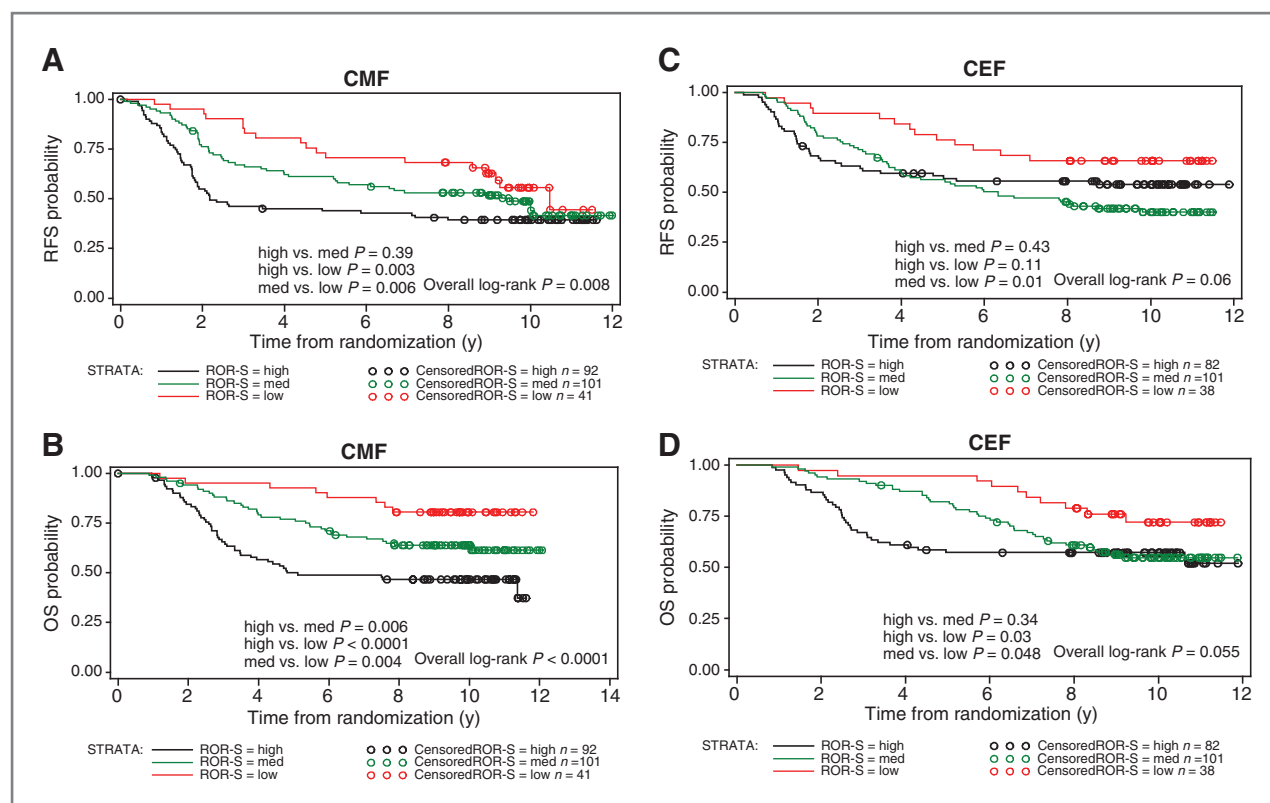 A
CMF
1.00
0.75
0.50
0.25
0.00
RFS probability
high vs. med P = 0.39
high vs. low P = 0.003
med vs. low P = 0.006
Overall log-rank P = 0.008
0 2 4 6 8 10 12
Time from randomization (y)
STRATA: ROR-S = high CensoredROR-S = high n = 92
ROR-S = med CensoredROR-S = med n =101
ROR-S = low CensoredROR-S = low n = 41
B
CMF
1.00
0.75
0.50
0.25
0.00
OS probability
high vs. med P = 0.006
high vs. low P < 0.0001
med vs. low P = 0.004
Overall log-rank P < 0.0001
0 2 4 6 8 10 12 14
Time from randomization (y)
STRATA: ROR-S = high CensoredROR-S = high n = 92
ROR-S = med CensoredROR-S = med n =101
ROR-S = low CensoredROR-S = low n = 41
C
CEF
1.00
0.75
0.50
0.25
0.00
RFS probability
high vs. med P = 0.43
high vs. low P = 0.11
med vs. low P = 0.01
Overall log-rank P = 0.06
0 2 4 6 8 10 12
Time from randomization (y)
STRATA: ROR-S = high CensoredROR-S = high n = 82
ROR-S = med CensoredROR-S = med n =101
ROR-S = low CensoredROR-S = low n = 38
D
CEF
1.00
0.75
0.50
0.25
0.00
OS probability
high vs. med P = 0.34
high vs. low P = 0.03
med vs. low P = 0.048
Overall log-rank P = 0.055
0 2 4 6 8 10 12
Time from randomization (y)
STRATA: ROR-S = high CensoredROR-S = high n = 82
ROR-S = med CensoredROR-S = med n =101
ROR-S = low CensoredROR-S = low n = 38